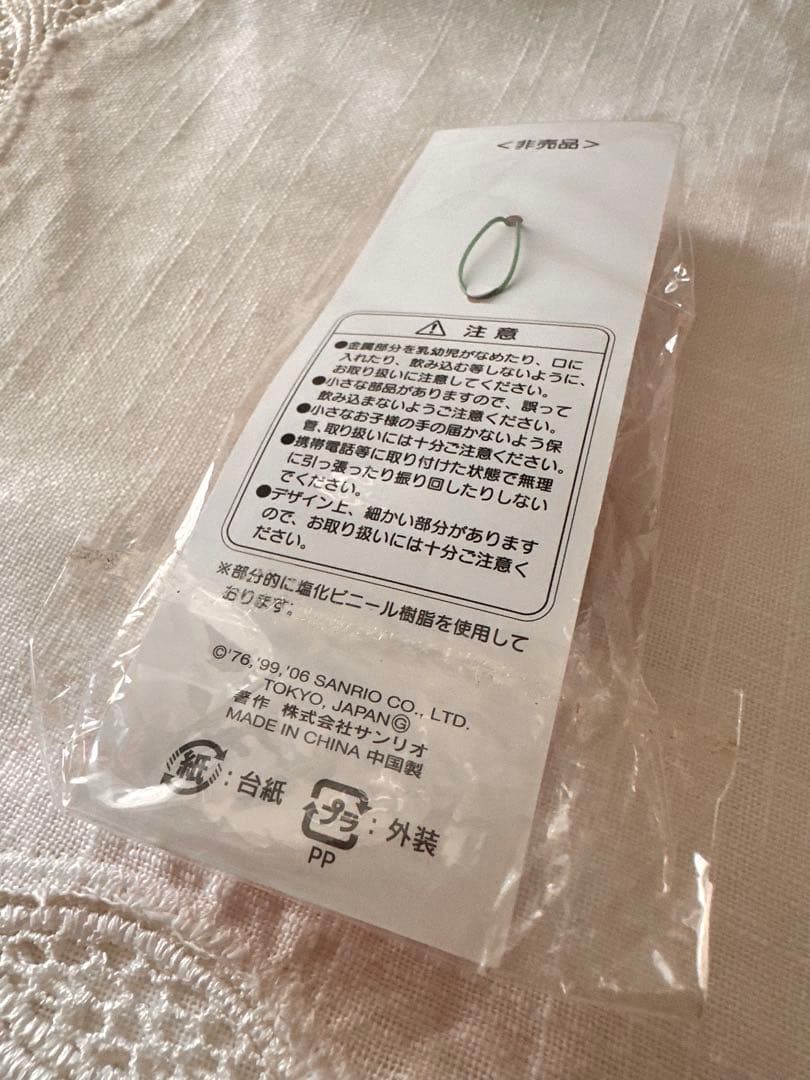 <非売品>
⚠ 注意
●金属部分を乳幼児がなめたり、口に
入れたり、飲み込む等しないように、
お取り扱いに注意してください。
●小さな部品がありますので、誤って
飲み込まないようご注意ください。
●小さなお子様の手の届かないよう保
管、取り扱いには十分ご注意ください。
●携帯電話等に取り付けた状態で無理
に引っ張ったり振り回したりしない
でください。
●デザイン上、細かい部分があります
ので、お取り扱いには十分ご注意く
ださい。
※部分的に塩化ビニール樹脂を使用して
おります。
©'76,'99,'06 SANRIO CO., LTD.
TOKYO, JAPAN Ⓖ
著作 株式会社サンリオ
MADE IN CHINA 中国製
紙:台紙
プラ:外装
PP